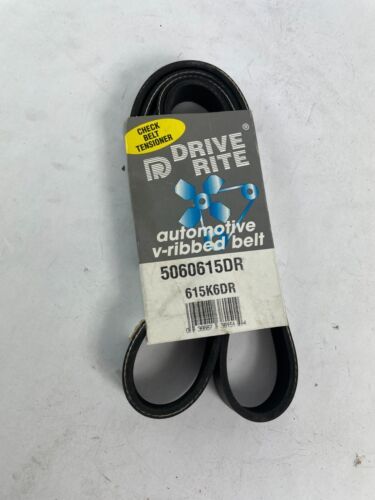 CHECK
BELT
TENSIONER
DRIVE
RITE
®
automotive
v-ribbed belt
5060615DR
615K6DR